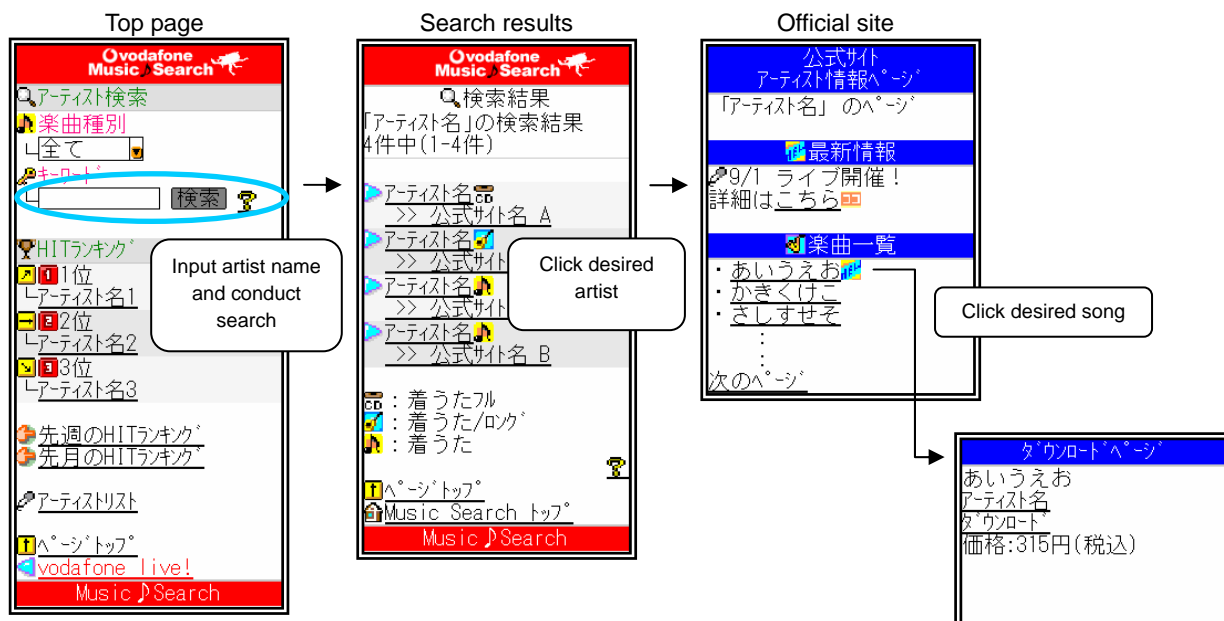 Top page
vodafone
Music♪Search
アーティスト検索
楽曲種別
全て
キーワード
検索
HITランキング
1 1位
アーティスト名1
2 2位
アーティスト名2
3 3位
アーティスト名3
先週のHITランキング
先月のHITランキング
アーティストリスト
ページトップ
vodafone live!
Music♪Search
Input artist name
and conduct
search
Search results
vodafone
Music♪Search
検索結果
「アーティスト名」の検索結果
4件中(1-4件)
アーティスト名 CD
>> 公式サイト名 A
アーティスト名
>> 公式サイト
アーティスト名
>> 公式サイト
アーティスト名
>> 公式サイト名 B
CD:着うたフル
:着うた/ロング
:着うた
ページトップ
Music Search トップ
Music♪Search
Click desired
artist
Official site
公式サイト
アーティスト情報ページ
「アーティスト名」 のページ
最新情報
9/1 ライブ開催!
詳細はこちら
楽曲一覧
・あいうえお
・かきくけこ
・さしすせそ
:
:
次のページ
Click desired song
ダウンロードページ
あいうえお
アーティスト名
ダウンロード
価格:315円(税込)